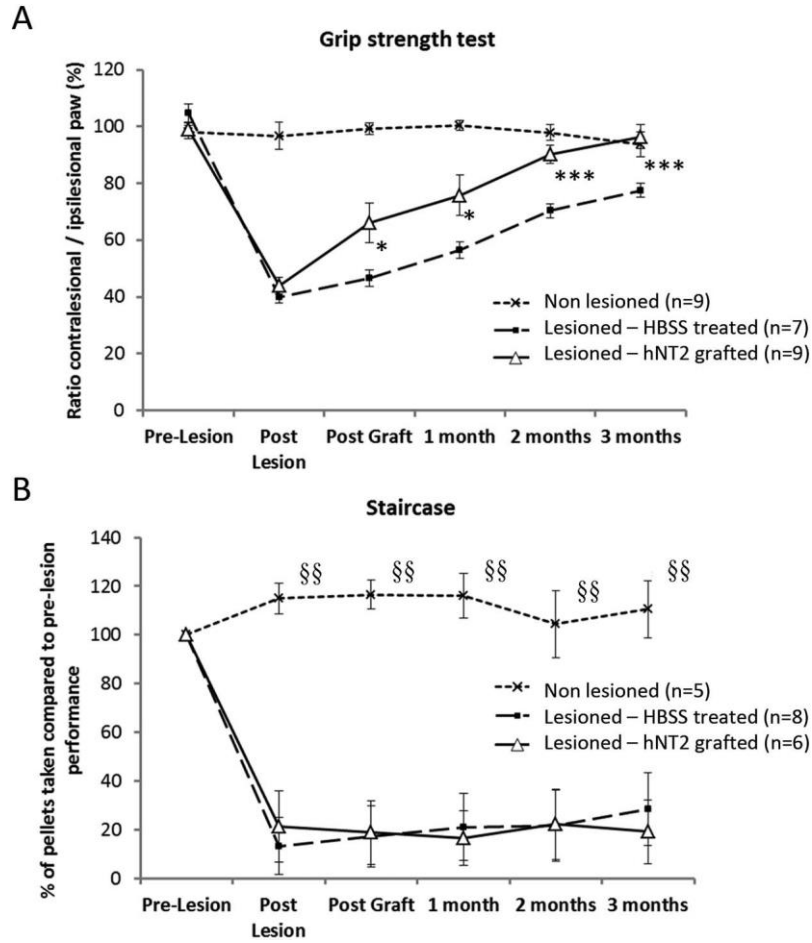 A
Grip strength test
Ratio contralesional / ipsilesional paw (%)
120
100
80
60
40
20
0
*
*
***
***
Non lesioned (n=9)
Lesioned – HBSS treated (n=7)
Lesioned – hNT2 grafted (n=9)
Pre-Lesion
Post
Lesion
Post Graft
1 month
2 months
3 months
B
Staircase
% of pellets taken compared to pre-lesion
performance
140
120
100
80
60
40
20
0
§§
§§
§§
§§
§§
Non lesioned (n=5)
Lesioned – HBSS treated (n=8)
Lesioned – hNT2 grafted (n=6)
Pre-Lesion
Post
Lesion
Post Graft
1 month
2 months
3 months